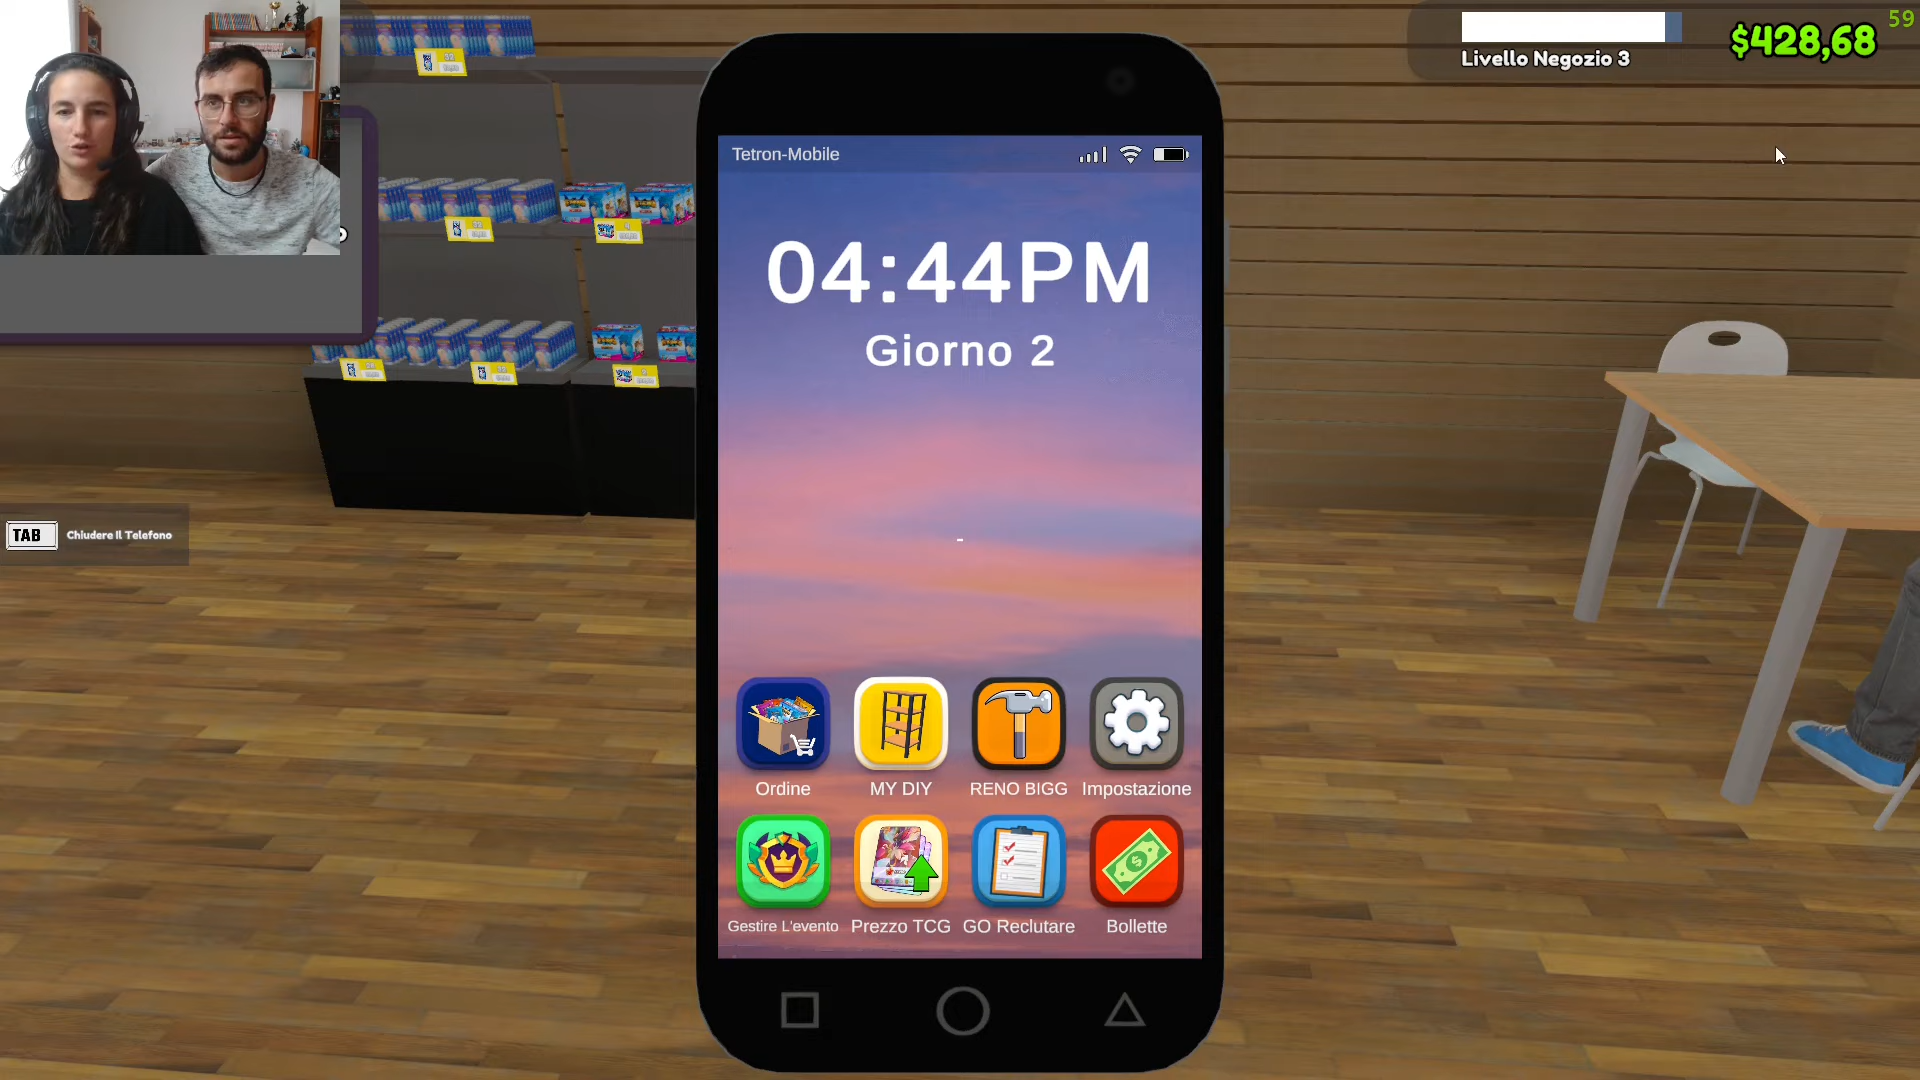 59
$428,68
Livello Negozio 3
Tetron-Mobile
04:44PM
Giorno 2
TAB
Chiudere Il Telefono
Ordine
MY DIY
RENO BIGG
Impostazione
Gestire L'evento
Prezzo TCG
GO Reclutare
Bollette